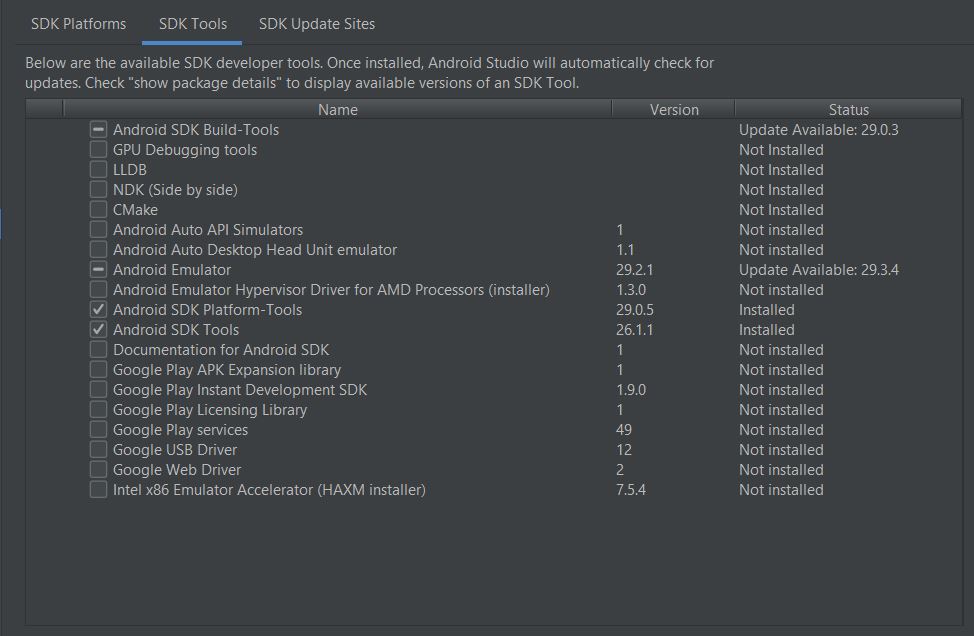 SDK Platforms SDK Tools SDK Update Sites
Below are the available SDK developer tools. Once installed, Android Studio will automatically check for
updates. Check "show package details" to display available versions of an SDK Tool.
Name Version Status
Android SDK Build-Tools Update Available: 29.0.3
GPU Debugging tools Not Installed
LLDB Not Installed
NDK (Side by side) Not Installed
CMake Not Installed
Android Auto API Simulators 1 Not installed
Android Auto Desktop Head Unit emulator 1.1 Not installed
Android Emulator 29.2.1 Update Available: 29.3.4
Android Emulator Hypervisor Driver for AMD Processors (installer) 1.3.0 Not installed
Android SDK Platform-Tools 29.0.5 Installed
Android SDK Tools 26.1.1 Installed
Documentation for Android SDK 1 Not installed
Google Play APK Expansion library 1 Not installed
Google Play Instant Development SDK 1.9.0 Not installed
Google Play Licensing Library 1 Not installed
Google Play services 49 Not installed
Google USB Driver 12 Not installed
Google Web Driver 2 Not installed
Intel x86 Emulator Accelerator (HAXM installer) 7.5.4 Not installed